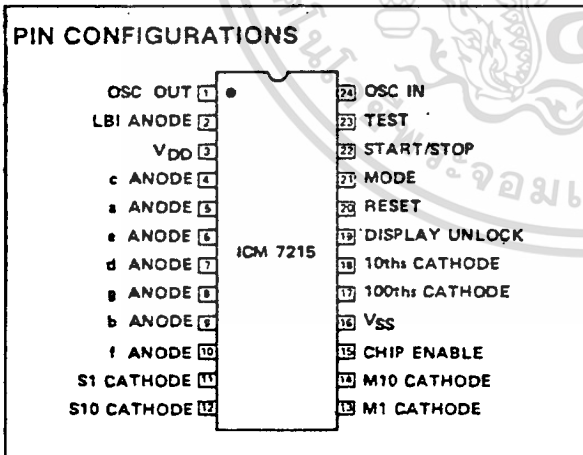 PIN CONFIGURATIONS
OSC OUT 1
LBI ANODE 2
VDD 3
c ANODE 4
a ANODE 5
e ANODE 6
d ANODE 7
g ANODE 8
b ANODE 9
f ANODE 10
S1 CATHODE 11
S10 CATHODE 12
ICM 7215
24 OSC IN
23 TEST
22 START/STOP
21 MODE
20 RESET
19 DISPLAY UNLOCK
18 10ths CATHODE
17 100ths CATHODE
16 VSS
15 CHIP ENABLE
14 M10 CATHODE
13 M1 CATHODE